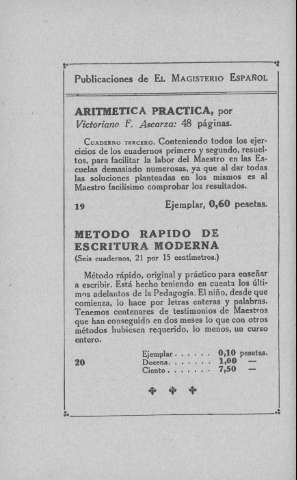 Publicaciones de EL MAGISTERIO ESPAÑOL
ARITMETICA PRACTICA, por
Victoriano F. Ascarza: 48 páginas.
CUADERNO TERCERO. Conteniendo todos los ejer-
cicios de los cuadernos primero y segundo, resuel-
tos, para facilitar la labor del Maestro en las Es-
cuelas demasiado numerosas, ya que al dar todas
las soluciones planteadas en los mismos es al
Maestro facilísimo comprobar los resultados.
19 Ejemplar, 0,60 pesetas.
METODO RAPIDO DE
ESCRITURA MODERNA
(Seis cuadernos, 21 por 15 centímetros.)
Método rápido, original y práctico para enseñar
a escribir. Está hecho teniendo en cuenta los últi-
mos adelantos de la Pedagogía. El niño, desde que
comienza, lo hace por letras enteras y palabras.
Tenemos centenares de testimonios de Maestros
que han conseguido en dos meses lo que con otros
métodos hubiesen requerido, lo menos, un curso
entero.
Ejemplar . . . . . . 0,10 pesetas.
20 Docena. . . . . . . 1,00 —
Ciento . . . . . . . 7,50 —